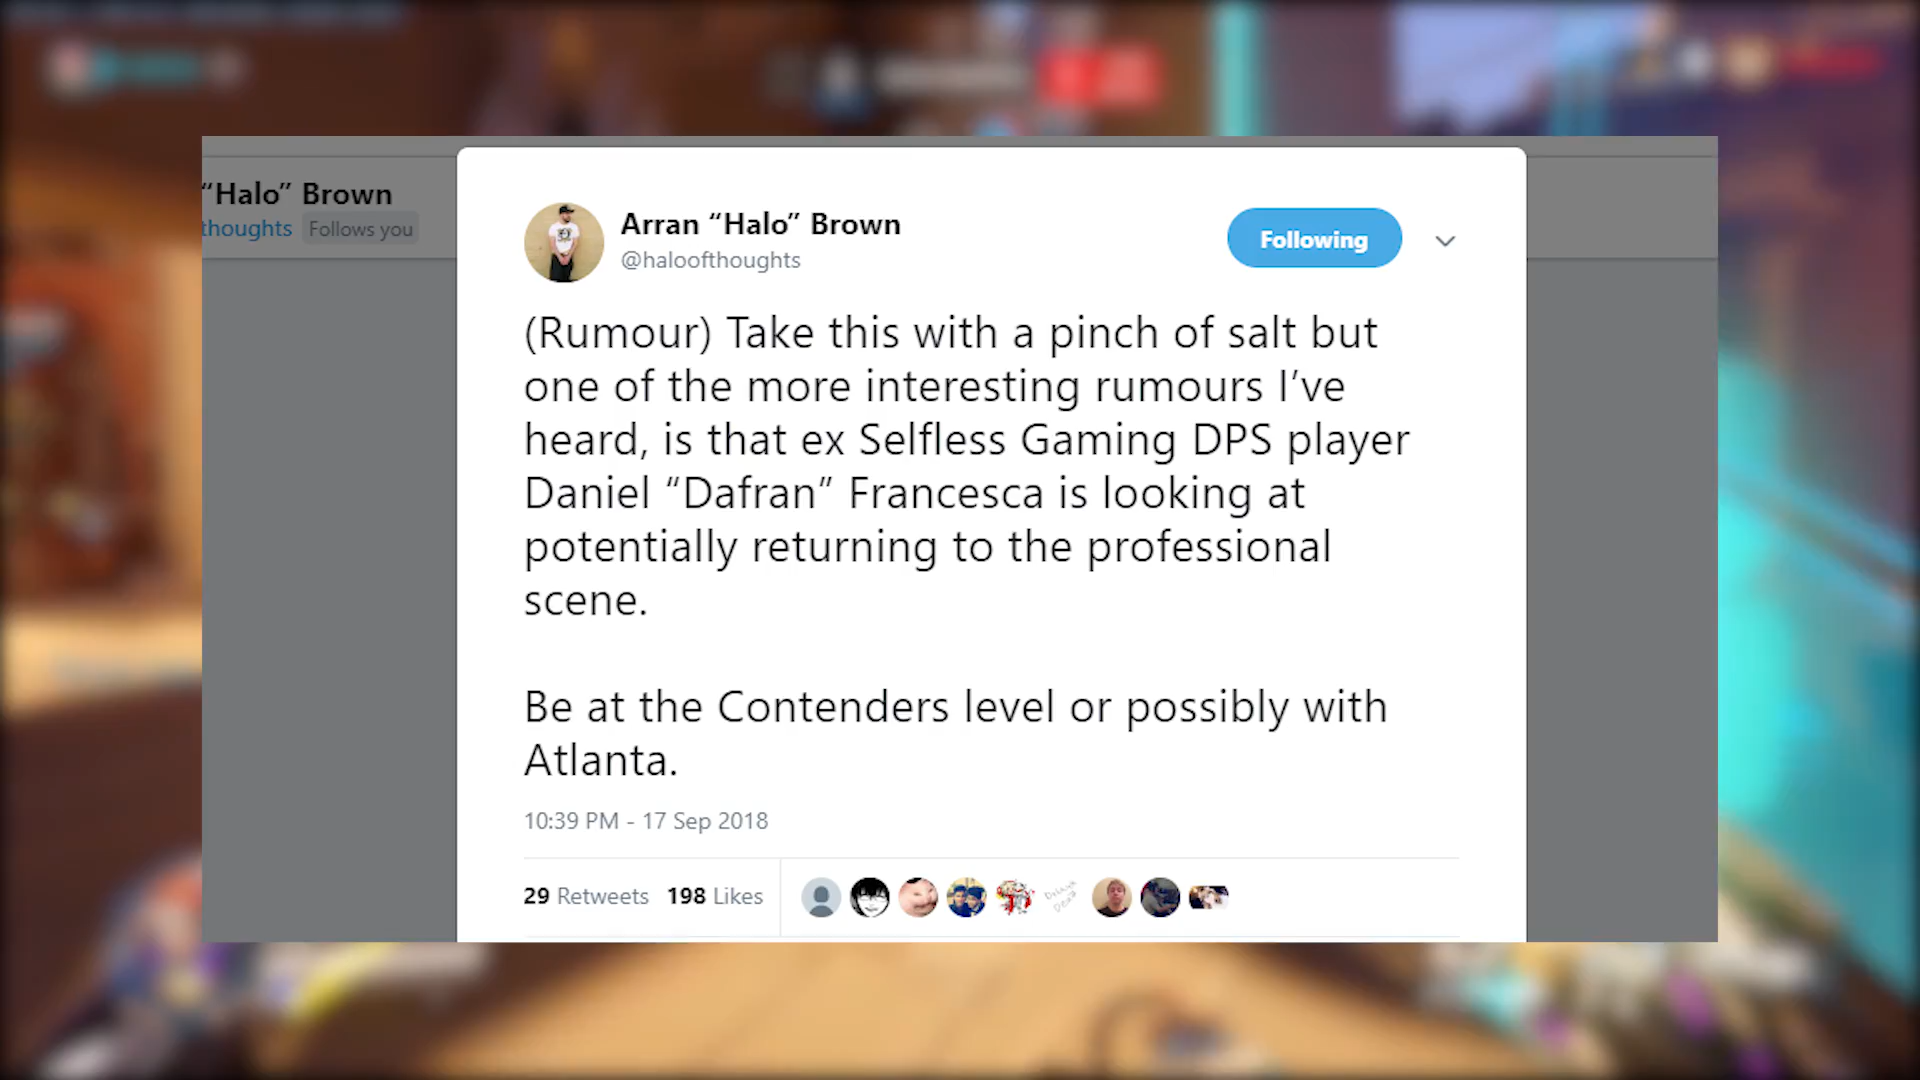 “Halo” Brown
thoughts Follows you
Arran “Halo” Brown
@haloofthoughts
Following
(Rumour) Take this with a pinch of salt but
one of the more interesting rumours I’ve
heard, is that ex Selfless Gaming DPS player
Daniel “Dafran” Francesca is looking at
potentially returning to the professional
scene.
Be at the Contenders level or possibly with
Atlanta.
10:39 PM - 17 Sep 2018
29 Retweets 198 Likes